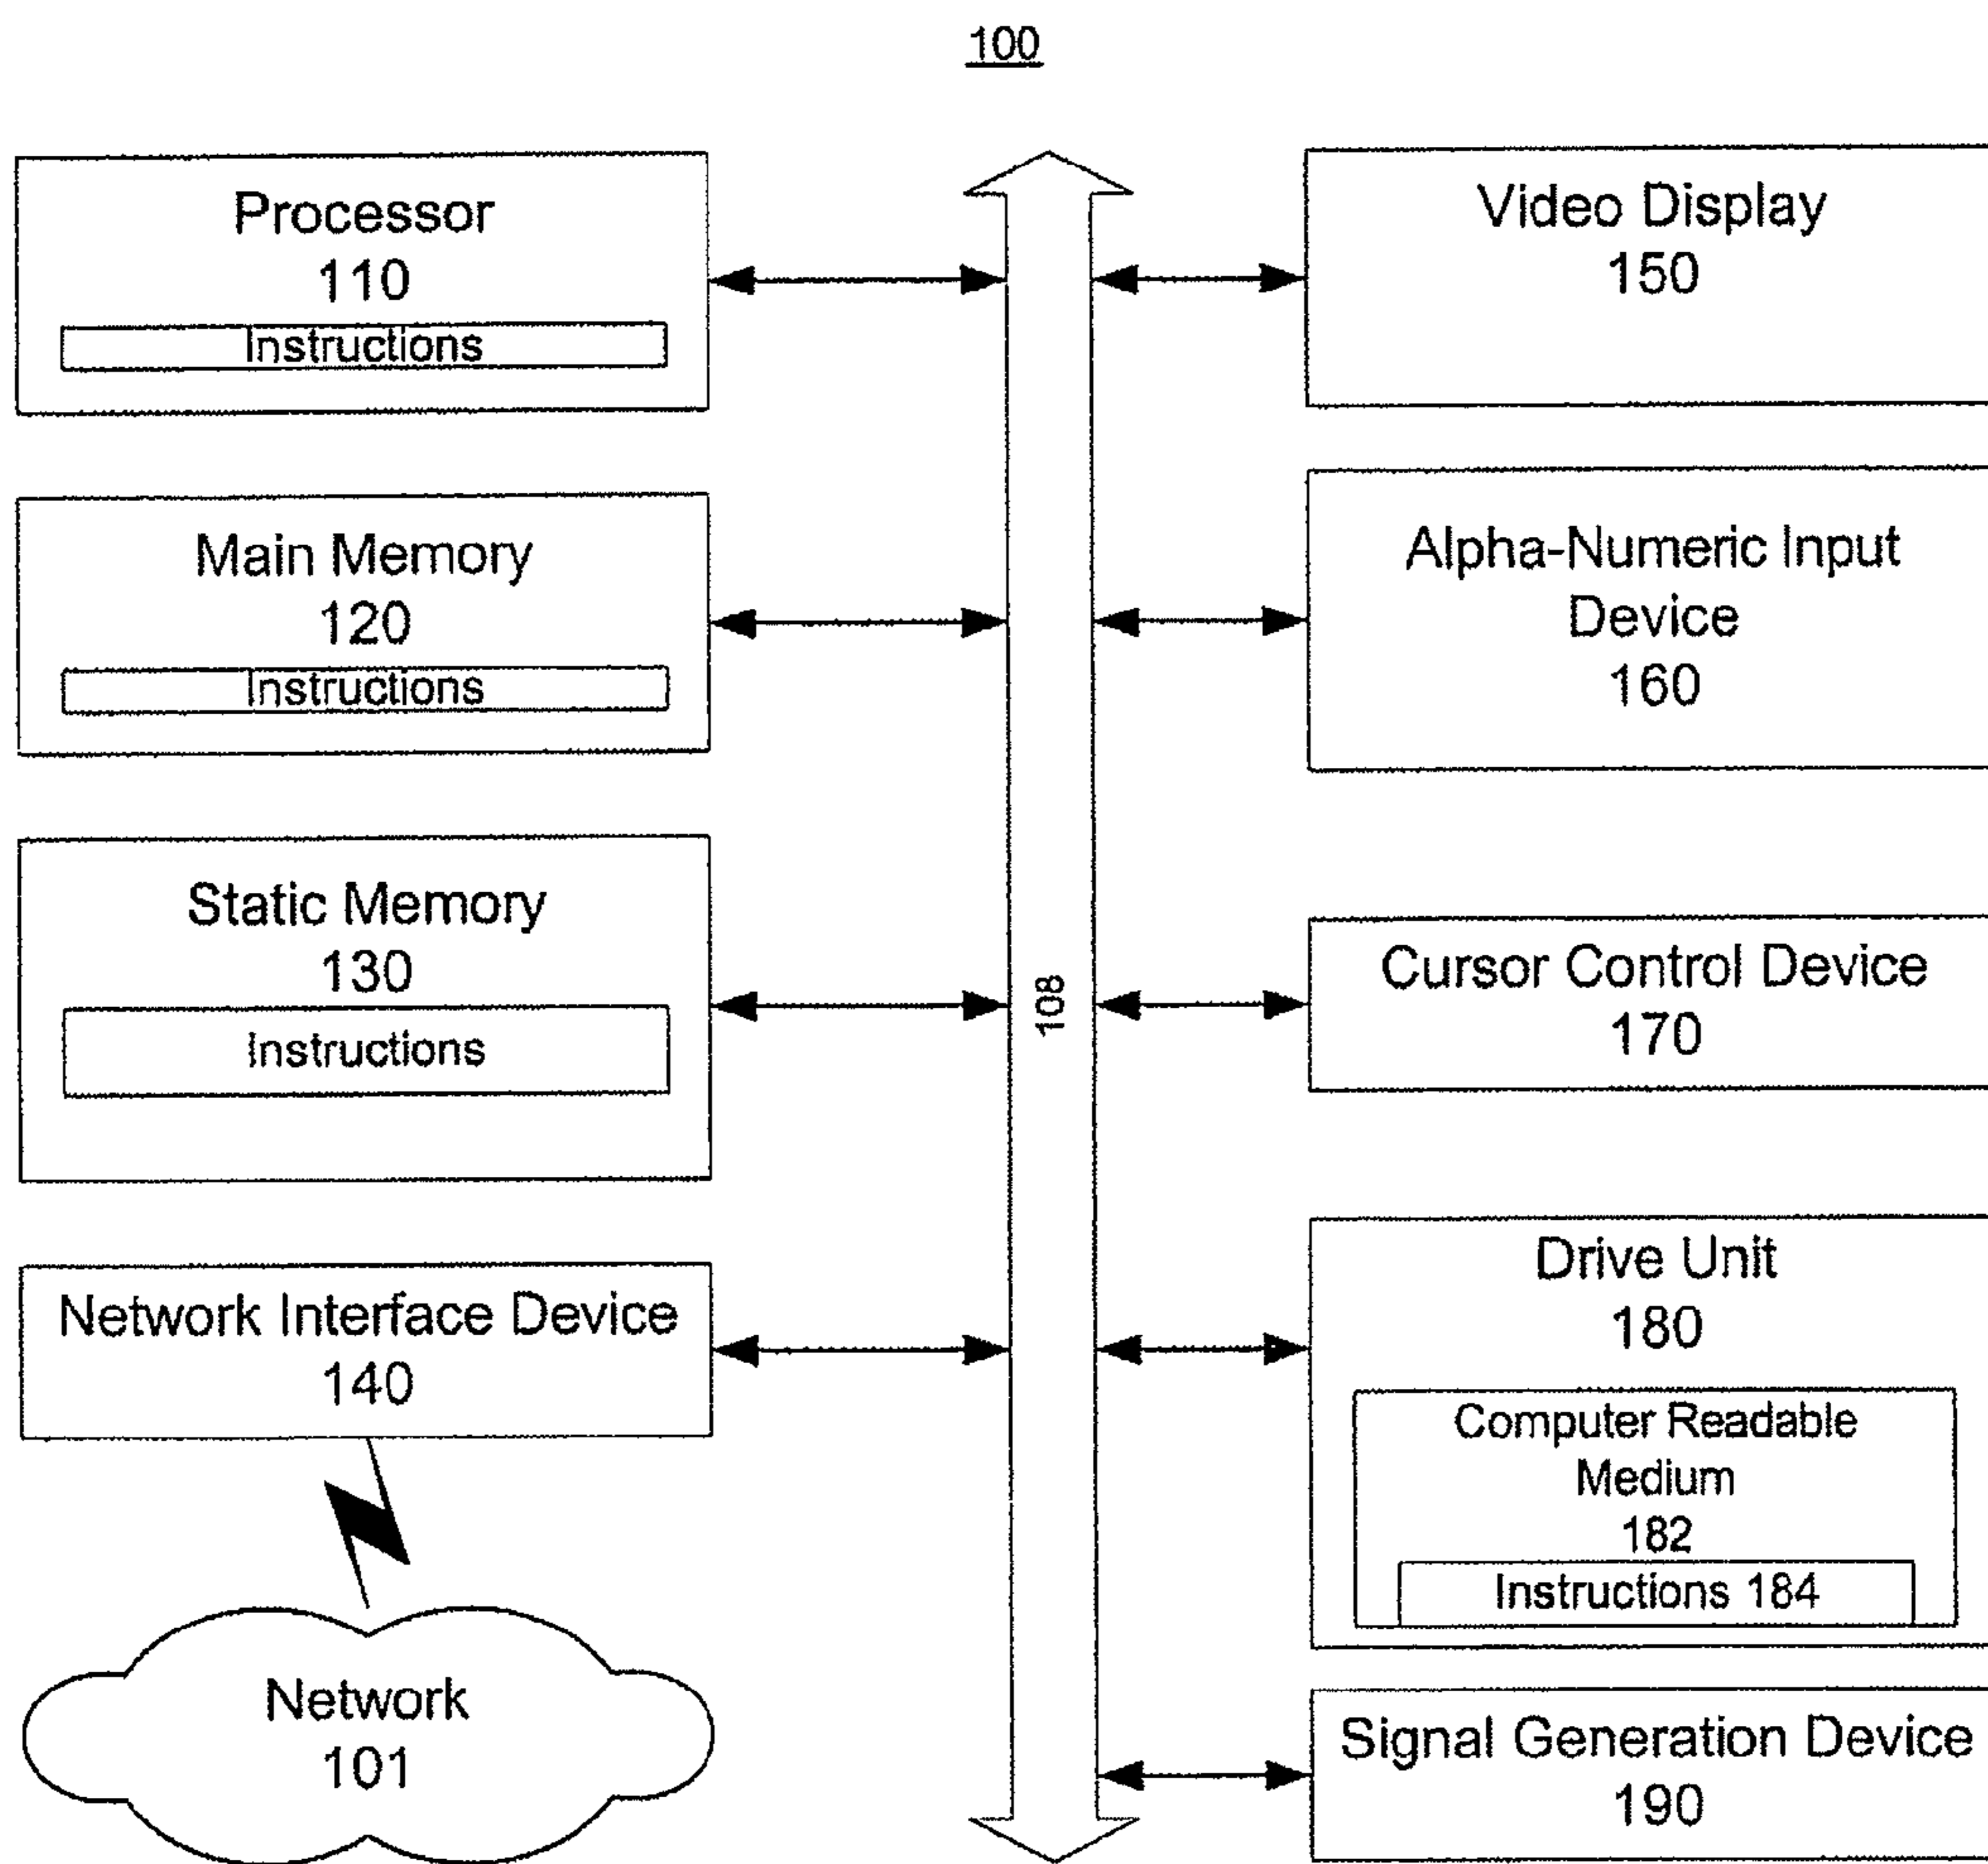 100
Processor
110
Instructions
Main Memory
120
Instructions
Static Memory
130
Instructions
Network Interface Device
140
Network
101
108
Video Display
150
Alpha-Numeric Input
Device
160
Cursor Control Device
170
Drive Unit
180
Computer Readable
Medium
182
Instructions 184
Signal Generation Device
190